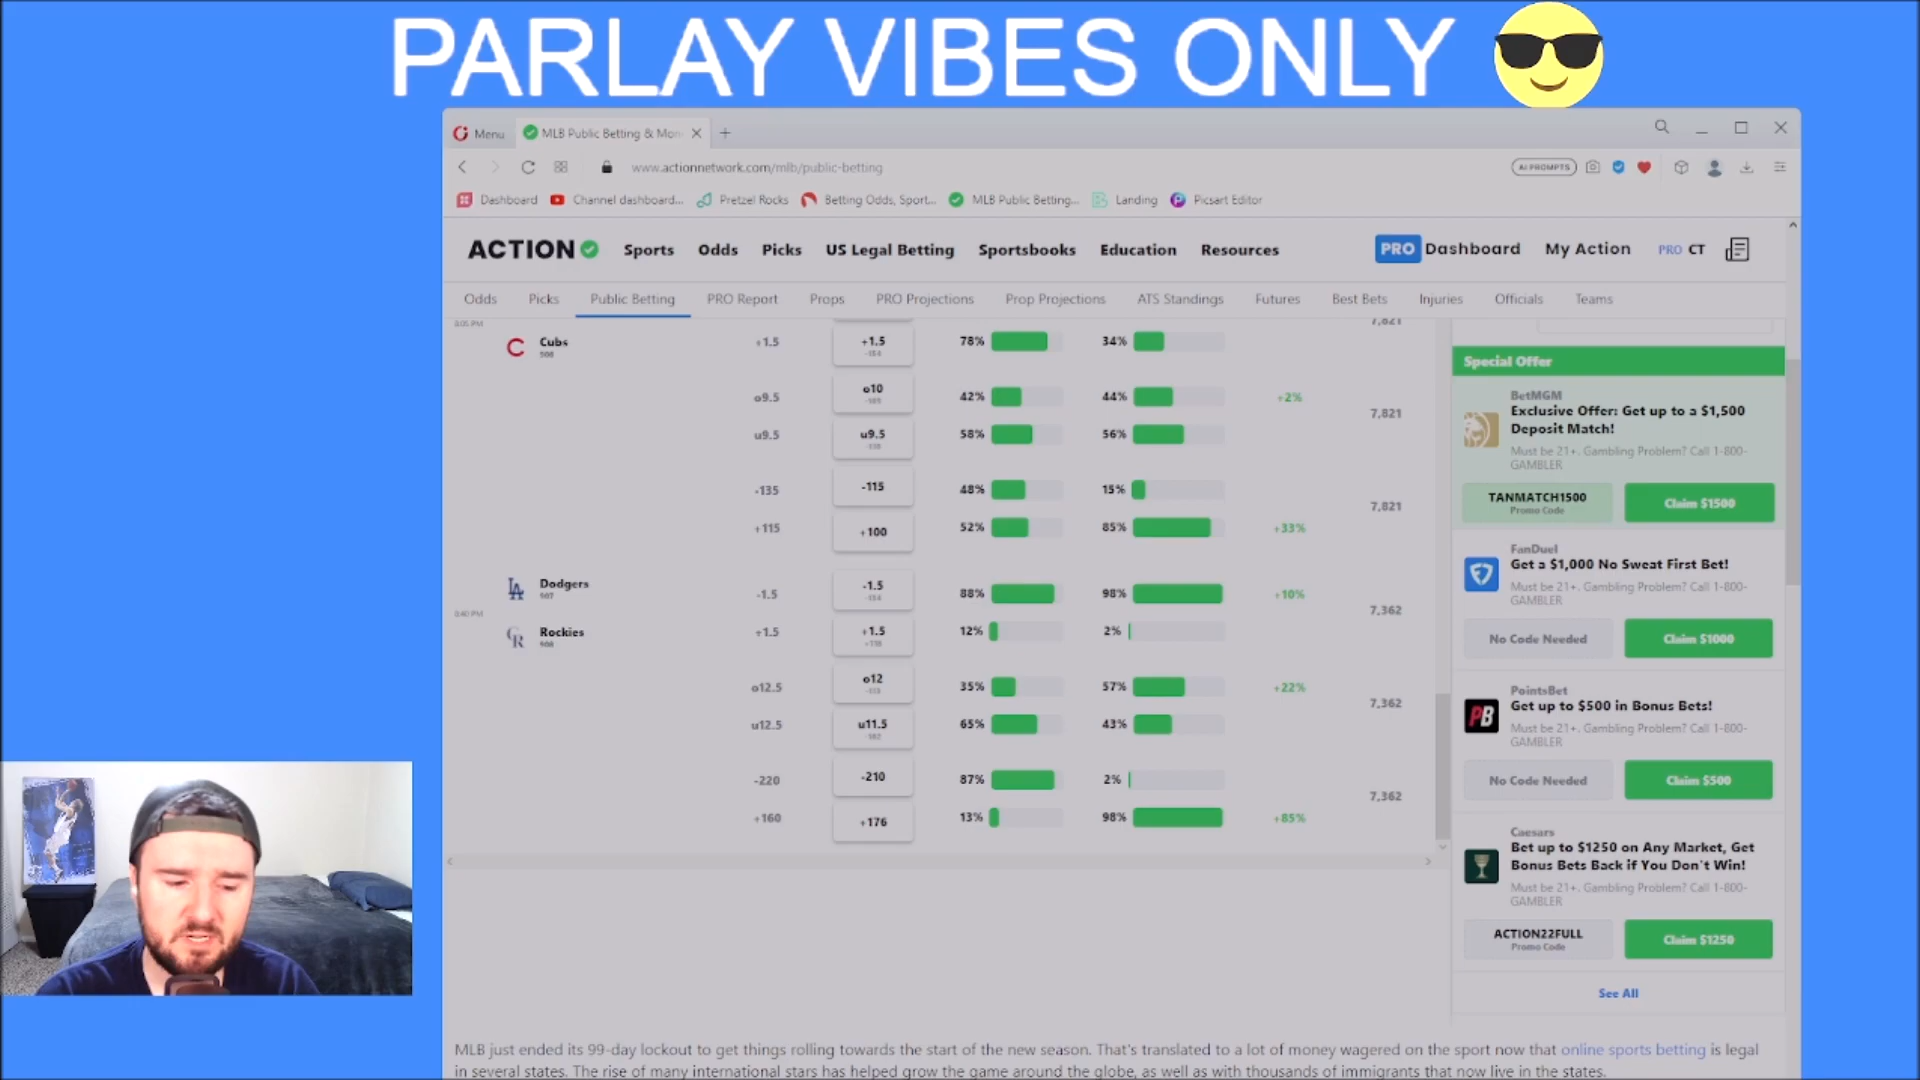 PARLAY VIBES ONLY
Menu
MLB Public Betting & Mon
www.actionnetwork.com/mlb/public-betting
AI PROMPTS
Dashboard
Channel dashboard...
Pretzel Rocks
Betting Odds, Sport...
MLB Public Betting...
Landing
Picsart Editor
ACTION
Sports
Odds
Picks
US Legal Betting
Sportsbooks
Education
Resources
PRO Dashboard
My Action
PRO CT
Odds
Picks
Public Betting
PRO Report
Props
PRO Projections
Prop Projections
ATS Standings
Futures
Best Bets
Injuries
Officials
Teams
7,821
Cubs
+1.5
+1.5
78%
34%
o9.5
o10
42%
44%
+2%
7,821
u9.5
u9.5
58%
56%
-135
-115
48%
15%
7,821
+115
+100
52%
85%
+33%
Dodgers
-1.5
-1.5
88%
98%
+10%
7,362
Rockies
+1.5
+1.5
12%
2%
o12.5
o12
35%
57%
+22%
7,362
u12.5
u11.5
65%
43%
-220
-210
87%
2%
7,362
+160
+176
13%
98%
+85%
Special Offer
BetMGM
Exclusive Offer: Get up to a $1,500
Deposit Match!
Must be 21+. Gambling Problem? Call 1-800-
GAMBLER
TANMATCH1500
Promo Code
Claim $1500
FanDuel
Get a $1,000 No Sweat First Bet!
Must be 21+. Gambling Problem? Call 1-800-
GAMBLER
No Code Needed
Claim $1000
PointsBet
Get up to $500 in Bonus Bets!
Must be 21+. Gambling Problem? Call 1-800-
GAMBLER
No Code Needed
Claim $500
Caesars
Bet up to $1250 on Any Market, Get
Bonus Bets Back if You Don't Win!
Must be 21+. Gambling Problem? Call 1-800-
GAMBLER
ACTION22FULL
Promo Code
Claim $1250
See All
MLB just ended its 99-day lockout to get things rolling towards the start of the new season. That's translated to a lot of money wagered on the sport now that online sports betting is legal
in several states. The rise of many international stars has helped grow the game around the globe, as well as with thousands of immigrants that now live in the states.